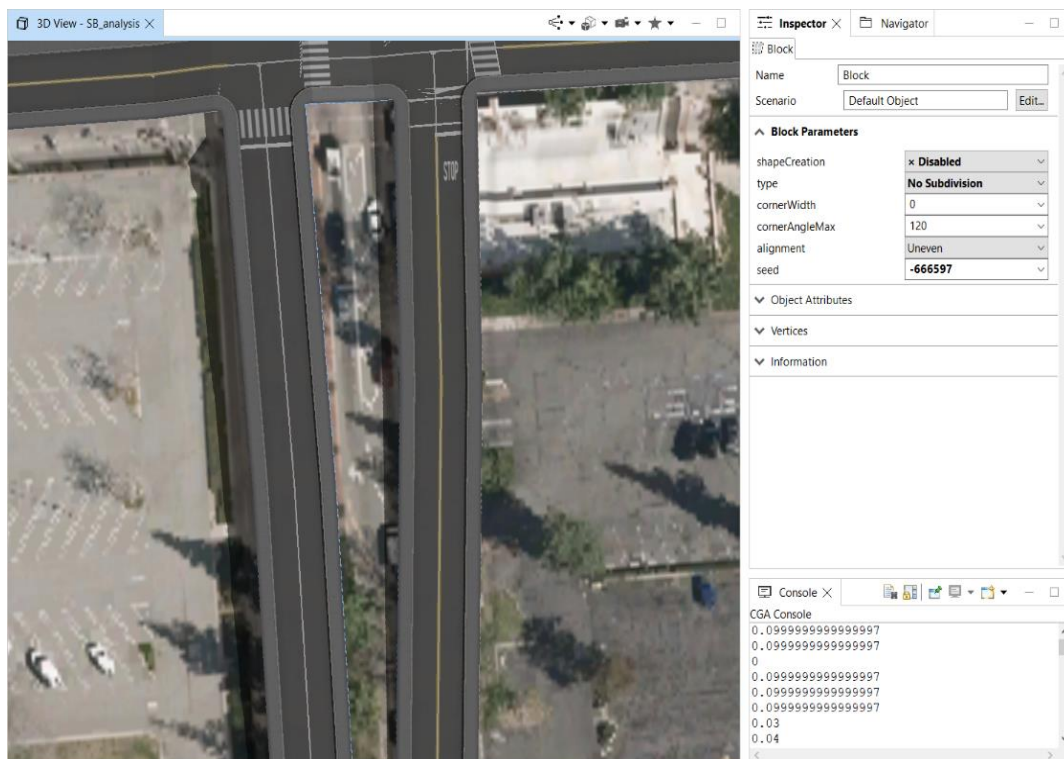 3D View - SB_analysis
STOP
Inspector
Navigator
Block
Name Block
Scenario Default Object Edit...
Block Parameters
shapeCreation × Disabled
type No Subdivision
cornerWidth 0
cornerAngleMax 120
alignment Uneven
seed -666597
Object Attributes
Vertices
Information
Console
CGA Console
0.0999999999999997
0.0999999999999997
0
0.0999999999999997
0.0999999999999997
0.0999999999999997
0.03
0.04